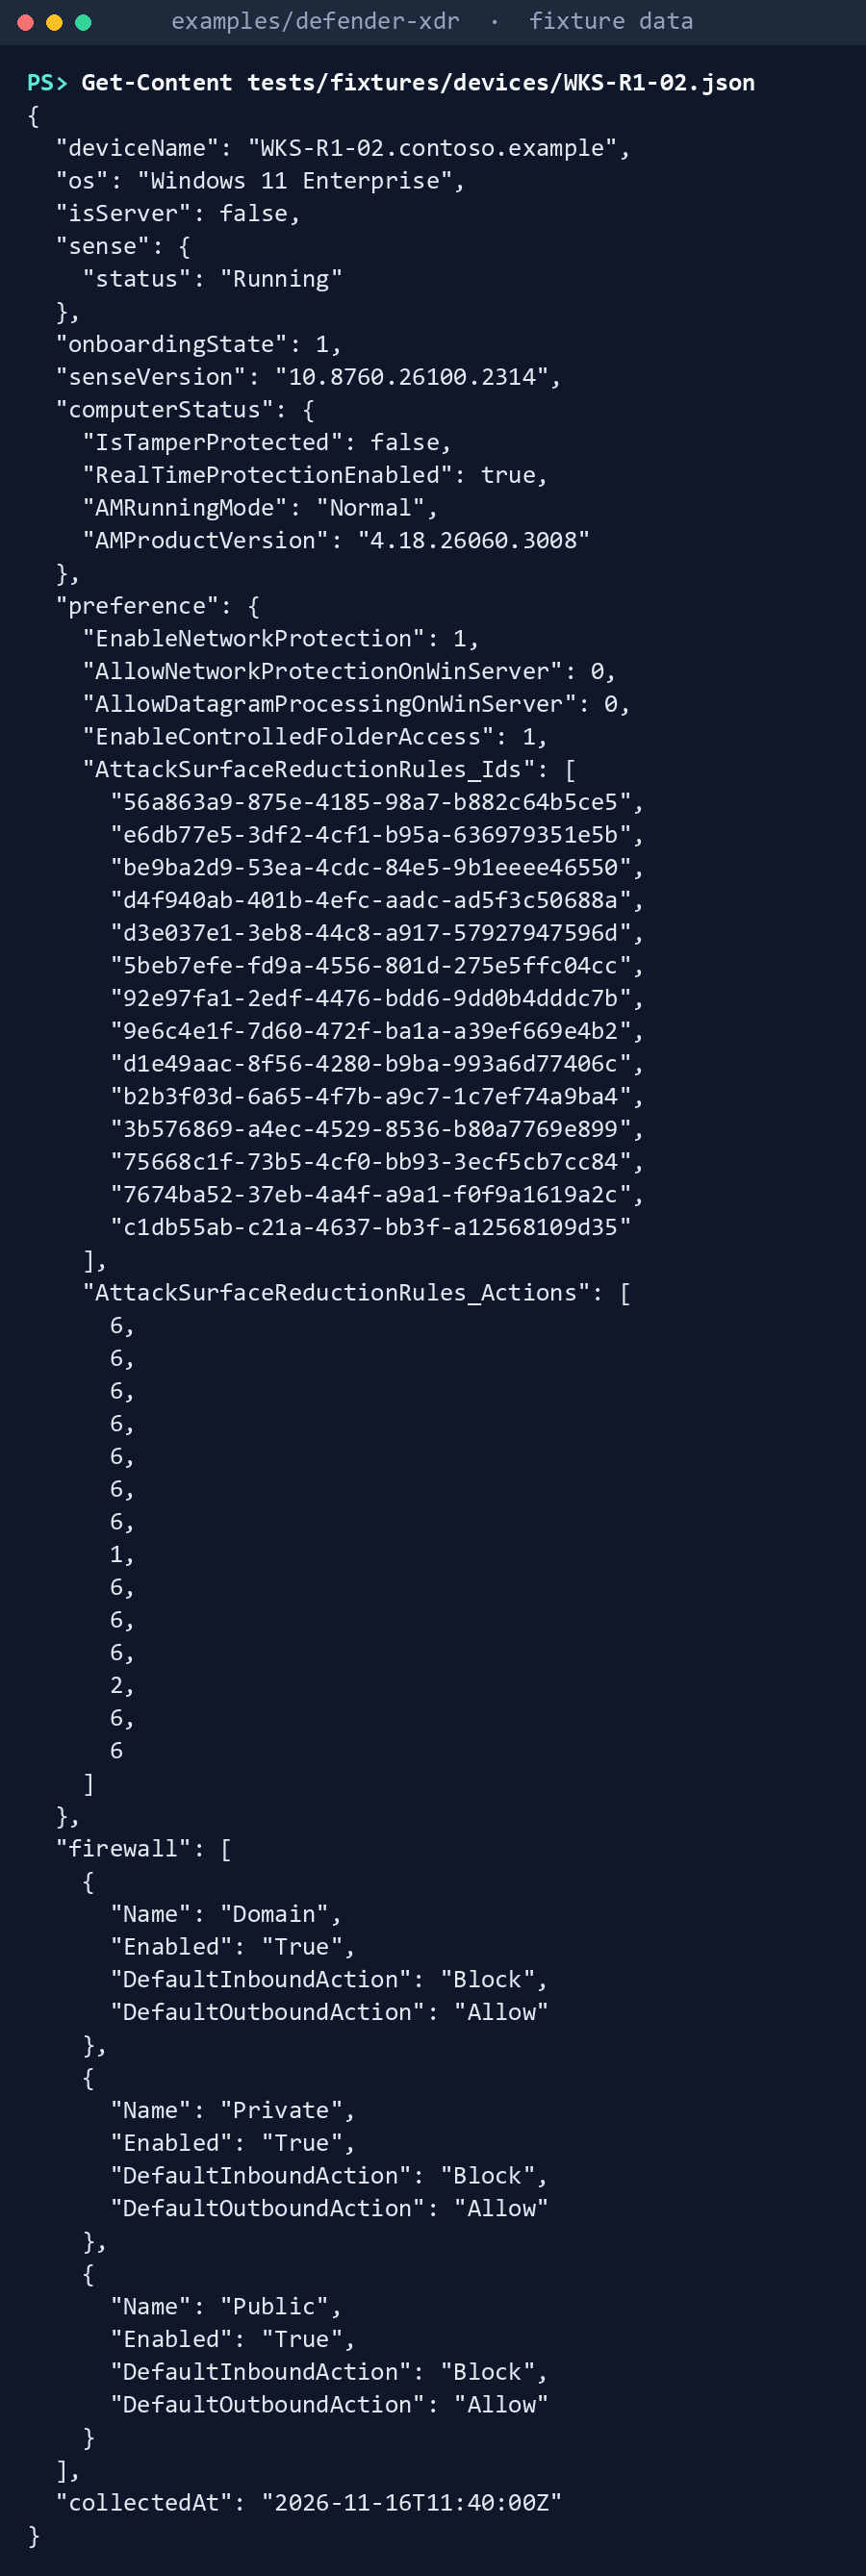 examples/defender-xdr · fixture data
PS> Get-Content tests/fixtures/devices/WKS-R1-02.json
{
  "deviceName": "WKS-R1-02.contoso.example",
  "os": "Windows 11 Enterprise",
  "isServer": false,
  "sense": {
    "status": "Running"
  },
  "onboardingState": 1,
  "senseVersion": "10.8760.26100.2314",
  "computerStatus": {
    "IsTamperProtected": false,
    "RealTimeProtectionEnabled": true,
    "AMRunningMode": "Normal",
    "AMProductVersion": "4.18.26060.3008"
  },
  "preference": {
    "EnableNetworkProtection": 1,
    "AllowNetworkProtectionOnWinServer": 0,
    "AllowDatagramProcessingOnWinServer": 0,
    "EnableControlledFolderAccess": 1,
    "AttackSurfaceReductionRules_Ids": [
      "56a863a9-875e-4185-98a7-b882c64b5ce5",
      "e6db77e5-3df2-4cf1-b95a-636979351e5b",
      "be9ba2d9-53ea-4cdc-84e5-9b1eeee46550",
      "d4f940ab-401b-4efc-aadc-ad5f3c50688a",
      "d3e037e1-3eb8-44c8-a917-57927947596d",
      "5beb7efe-fd9a-4556-801d-275e5ffc04cc",
      "92e97fa1-2edf-4476-bdd6-9dd0b4dddc7b",
      "9e6c4e1f-7d60-472f-ba1a-a39ef669e4b2",
      "d1e49aac-8f56-4280-b9ba-993a6d77406c",
      "b2b3f03d-6a65-4f7b-a9c7-1c7ef74a9ba4",
      "3b576869-a4ec-4529-8536-b80a7769e899",
      "75668c1f-73b5-4cf0-bb93-3ecf5cb7cc84",
      "7674ba52-37eb-4a4f-a9a1-f0f9a1619a2c",
      "c1db55ab-c21a-4637-bb3f-a12568109d35"
    ],
    "AttackSurfaceReductionRules_Actions": [
      6,
      6,
      6,
      6,
      6,
      6,
      6,
      1,
      6,
      6,
      6,
      2,
      6,
      6
    ]
  },
  "firewall": [
    {
      "Name": "Domain",
      "Enabled": "True",
      "DefaultInboundAction": "Block",
      "DefaultOutboundAction": "Allow"
    },
    {
      "Name": "Private",
      "Enabled": "True",
      "DefaultInboundAction": "Block",
      "DefaultOutboundAction": "Allow"
    },
    {
      "Name": "Public",
      "Enabled": "True",
      "DefaultInboundAction": "Block",
      "DefaultOutboundAction": "Allow"
    }
  ],
  "collectedAt": "2026-11-16T11:40:00Z"
}